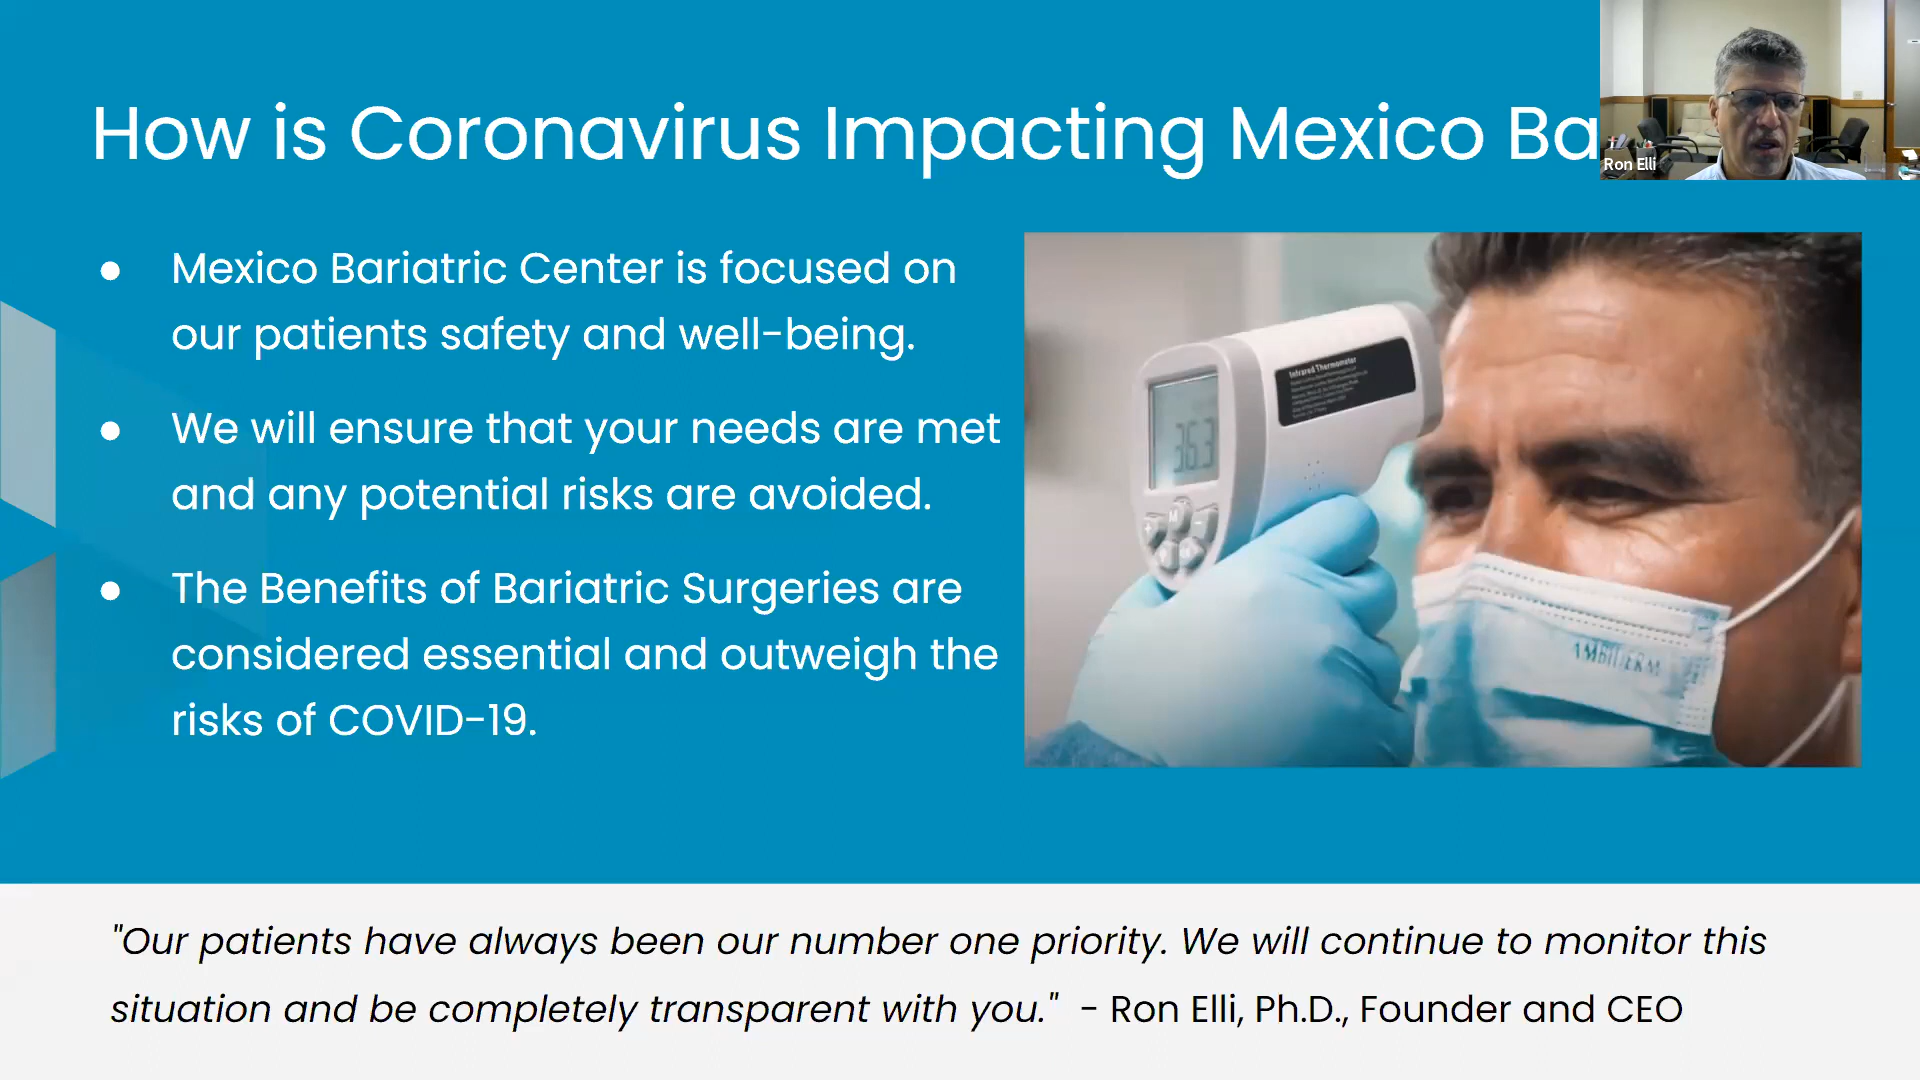 How is Coronavirus Impacting Mexico Ba
Ron Elli
● Mexico Bariatric Center is focused on
our patients safety and well-being.
● We will ensure that your needs are met
and any potential risks are avoided.
● The Benefits of Bariatric Surgeries are
considered essential and outweigh the
risks of COVID-19.
Infrared Thermometer
36.3
M
"Our patients have always been our number one priority. We will continue to monitor this
situation and be completely transparent with you." - Ron Elli, Ph.D., Founder and CEO